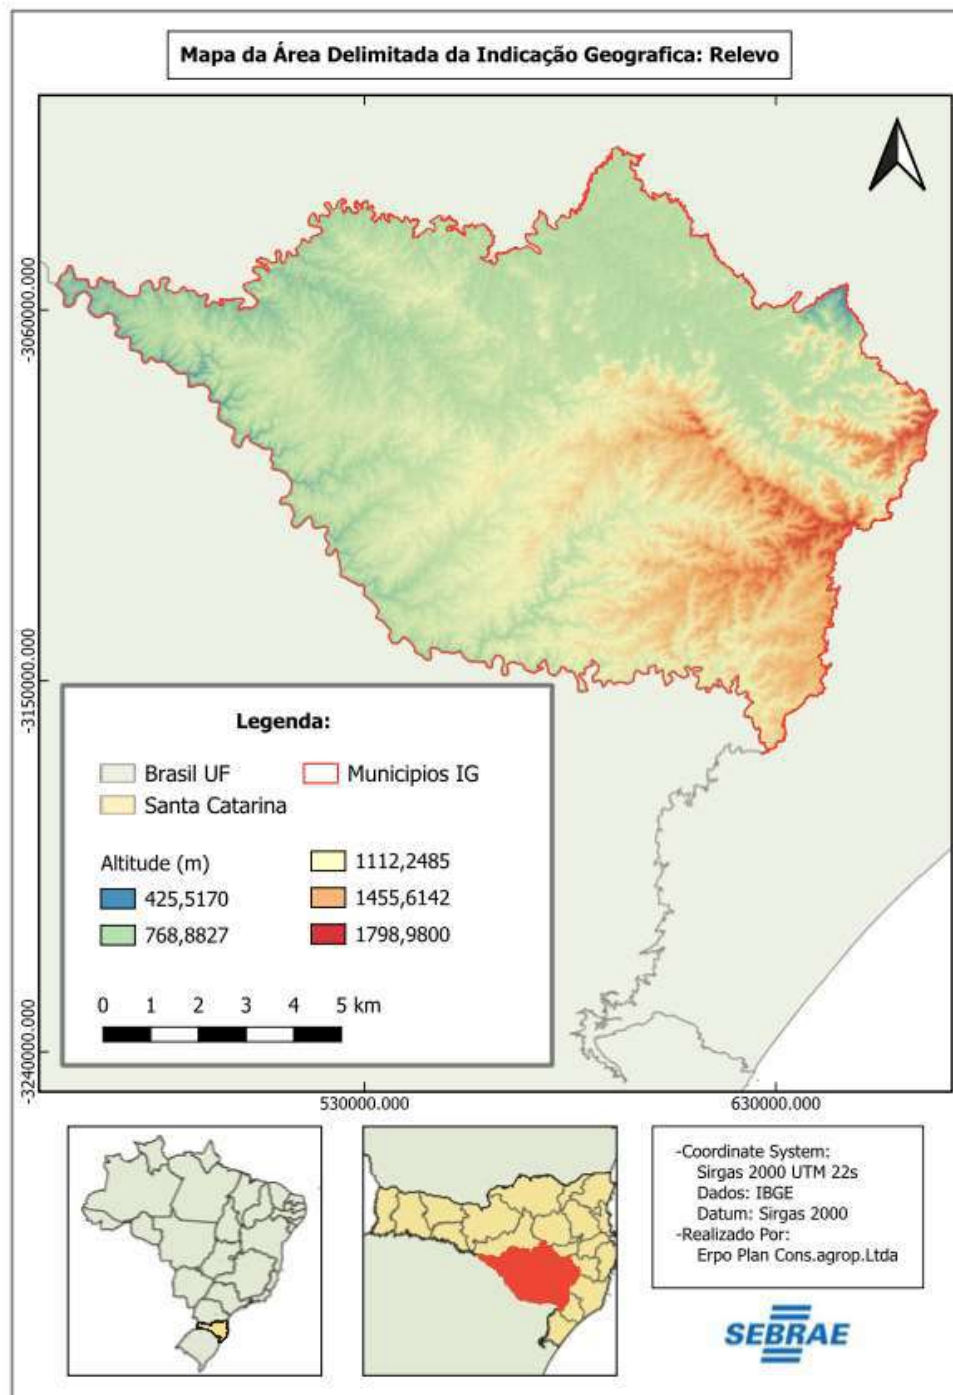 Mapa da Área Delimitada da Indicação Geografica: Relevo
-3060000.000
-3150000.000
-3240000.000
Legenda:
Brasil UF
Municipios IG
Santa Catarina
Altitude (m)
1112,2485
425,5170
1455,6142
768,8827
1798,9800
0 1 2 3 4 5 km
530000.000
630000.000
-Coordinate System:
Sirgas 2000 UTM 22s
Dados: IBGE
Datum: Sirgas 2000
-Realizado Por:
Erpo Plan Cons.agrop.Ltda
SEBRAE